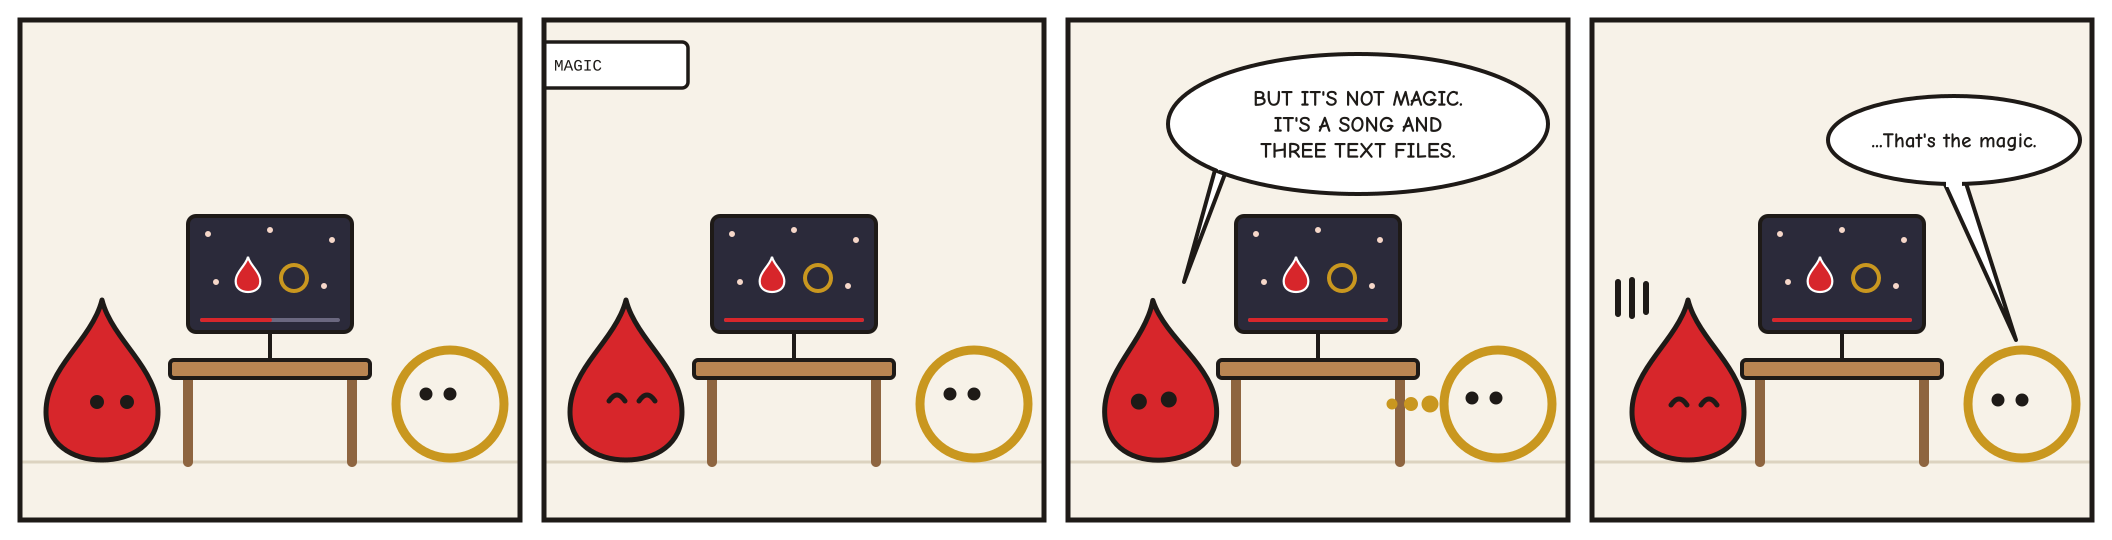 MAGIC
BUT IT'S NOT MAGIC.
IT'S A SONG AND
THREE TEXT FILES.
...That's the magic.